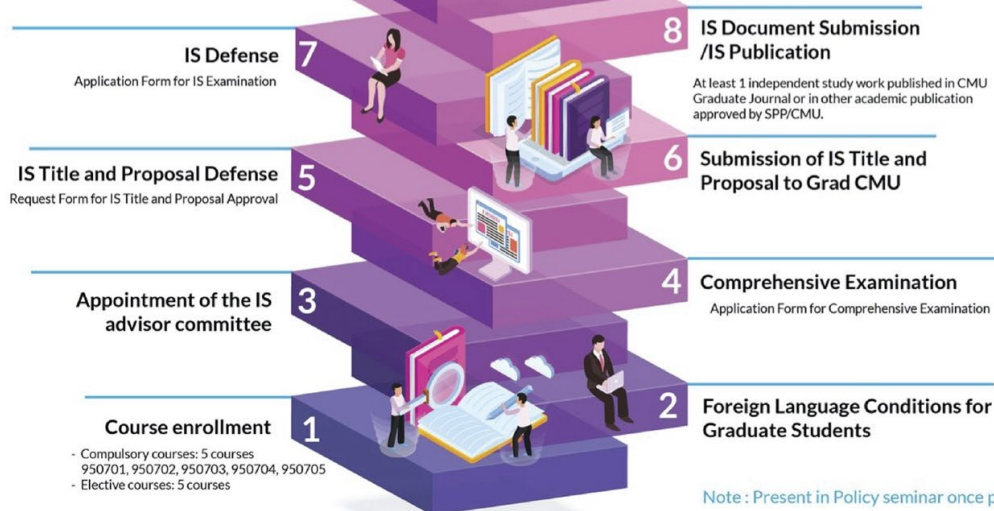 8
IS Document Submission
/IS Publication
At least 1 independent study work published in CMU
Graduate Journal or in other academic publication
approved by SPP/CMU.
7
IS Defense
Application Form for IS Examination
6
Submission of IS Title and
Proposal to Grad CMU
5
IS Title and Proposal Defense
Request Form for IS Title and Proposal Approval
4
Comprehensive Examination
Application Form for Comprehensive Examination
3
Appointment of the IS
advisor committee
2
Foreign Language Conditions for
Graduate Students
1
Course enrollment
- Compulsory courses: 5 courses
950701, 950702, 950703, 950704, 950705
- Elective courses: 5 courses
Note : Present in Policy seminar once